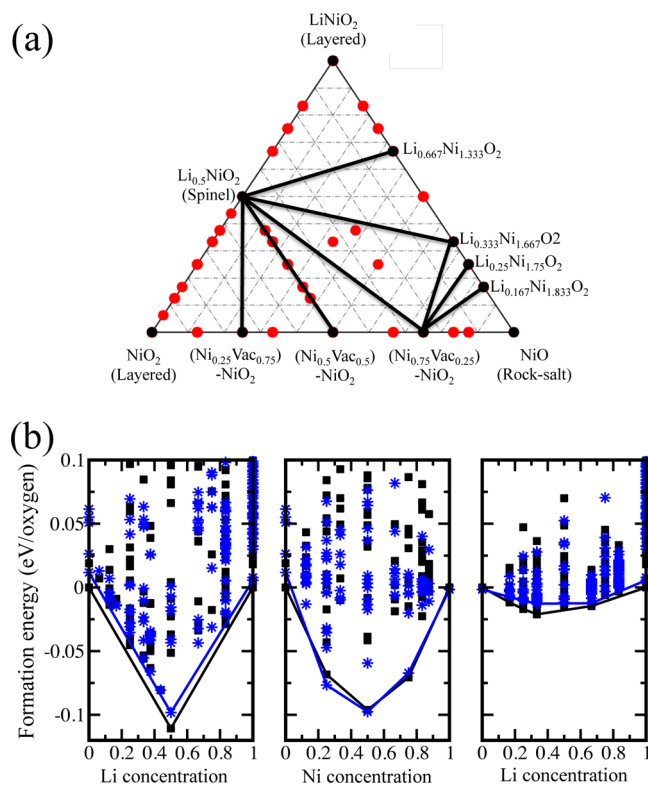 (a)
LiNiO2
(Layered)
Li0.667Ni1.333O2
Li0.5NiO2
(Spinel)
Li0.333Ni1.667O2
Li0.25Ni1.75O2
Li0.167Ni1.833O2
NiO2
(Layered)
(Ni0.25Vac0.75)
-NiO2
(Ni0.5Vac0.5)
-NiO2
(Ni0.75Vac0.25)
-NiO2
NiO
(Rock-salt)
(b)
Formation energy (eV/oxygen)
0.1
0.05
0
-0.05
-0.1
0 0.2 0.4 0.6 0.8 1
Li concentration
0 0.2 0.4 0.6 0.8 1
Ni concentration
0 0.2 0.4 0.6 0.8 1
Li concentration